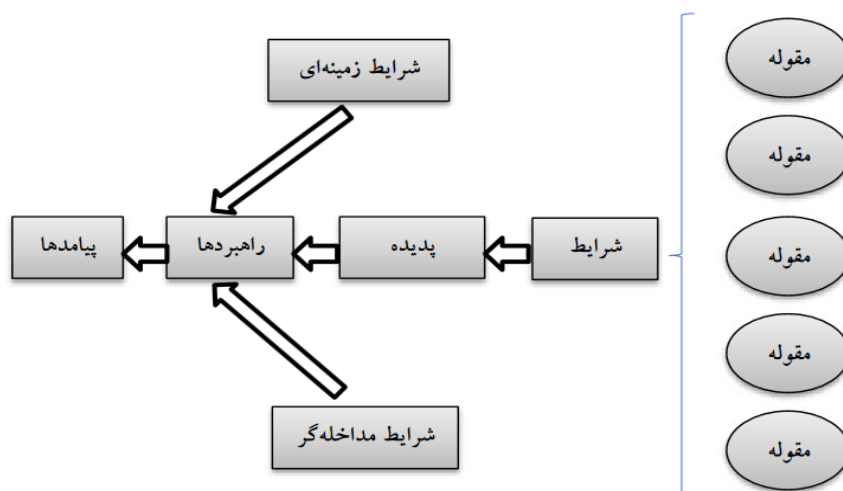 مقوله
شرایط زمینه‌ای
مقوله
شرایط
پدیده
راهبردها
پیامدها
مقوله
مقوله
شرایط مداخله‌گر
مقوله